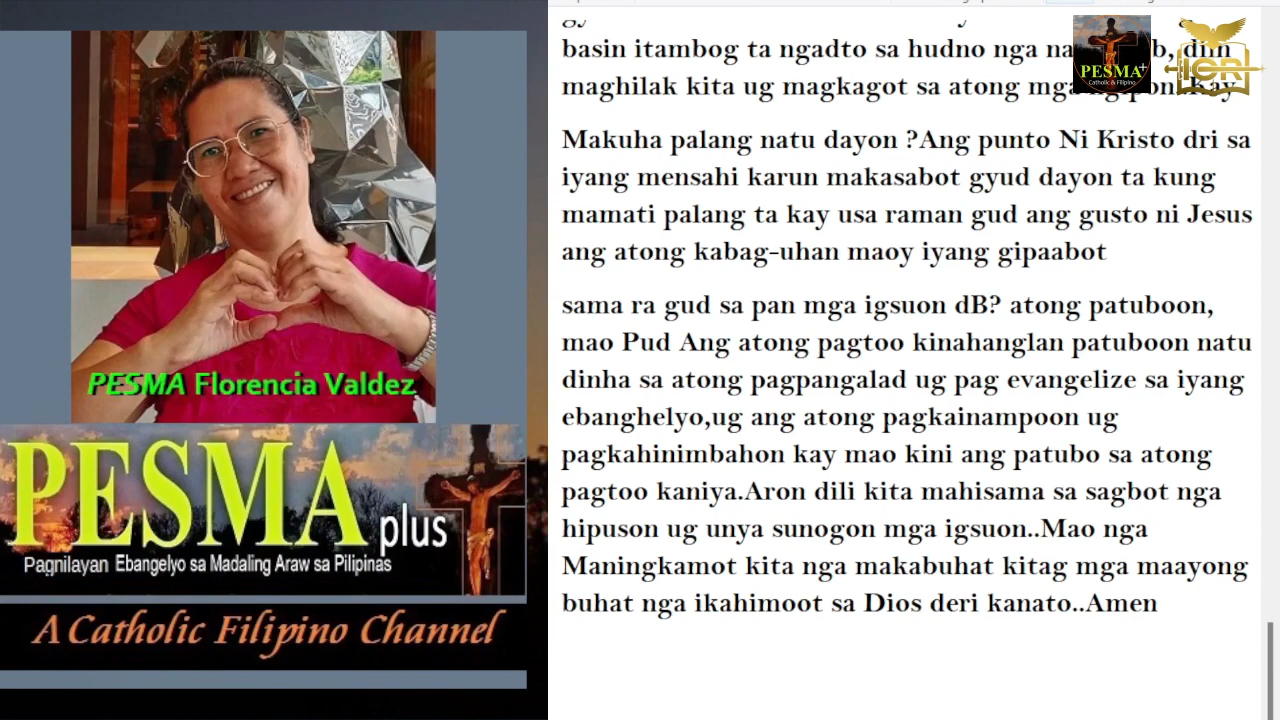 PESMA Florencia Valdez
PESMA plus
Pagnilayan Ebangelyo sa Madaling Araw sa Pilipinas
A Catholic Filipino Channel
PESMA+
Catholic & Filipino
ICR
basin itambog ta ngadto sa hudno nga
maghilak kita ug magkagot sa atong mga
Makuha palang natu dayon ?Ang punto Ni Kristo dri sa
iyang mensahi karun makasabot gyud dayon ta kung
mamati palang ta kay usa raman gud ang gusto ni Jesus
ang atong kabag-uhan maoy iyang gipaabot
sama ra gud sa pan mga igsuon dB? atong patuboon,
mao Pud Ang atong pagtoo kinahanglan patuboon natu
dinha sa atong pagpangalad ug pag evangelize sa iyang
ebanghelyo,ug ang atong pagkainampoon ug
pagkahinimbahon kay mao kini ang patubo sa atong
pagtoo kaniya.Aron dili kita mahisama sa sagbot nga
hipuson ug unya sunogon mga igsuon..Mao nga
Maningkamot kita nga makabuhat kitag mga maayong
buhat nga ikahimoot sa Dios deri kanato..Amen